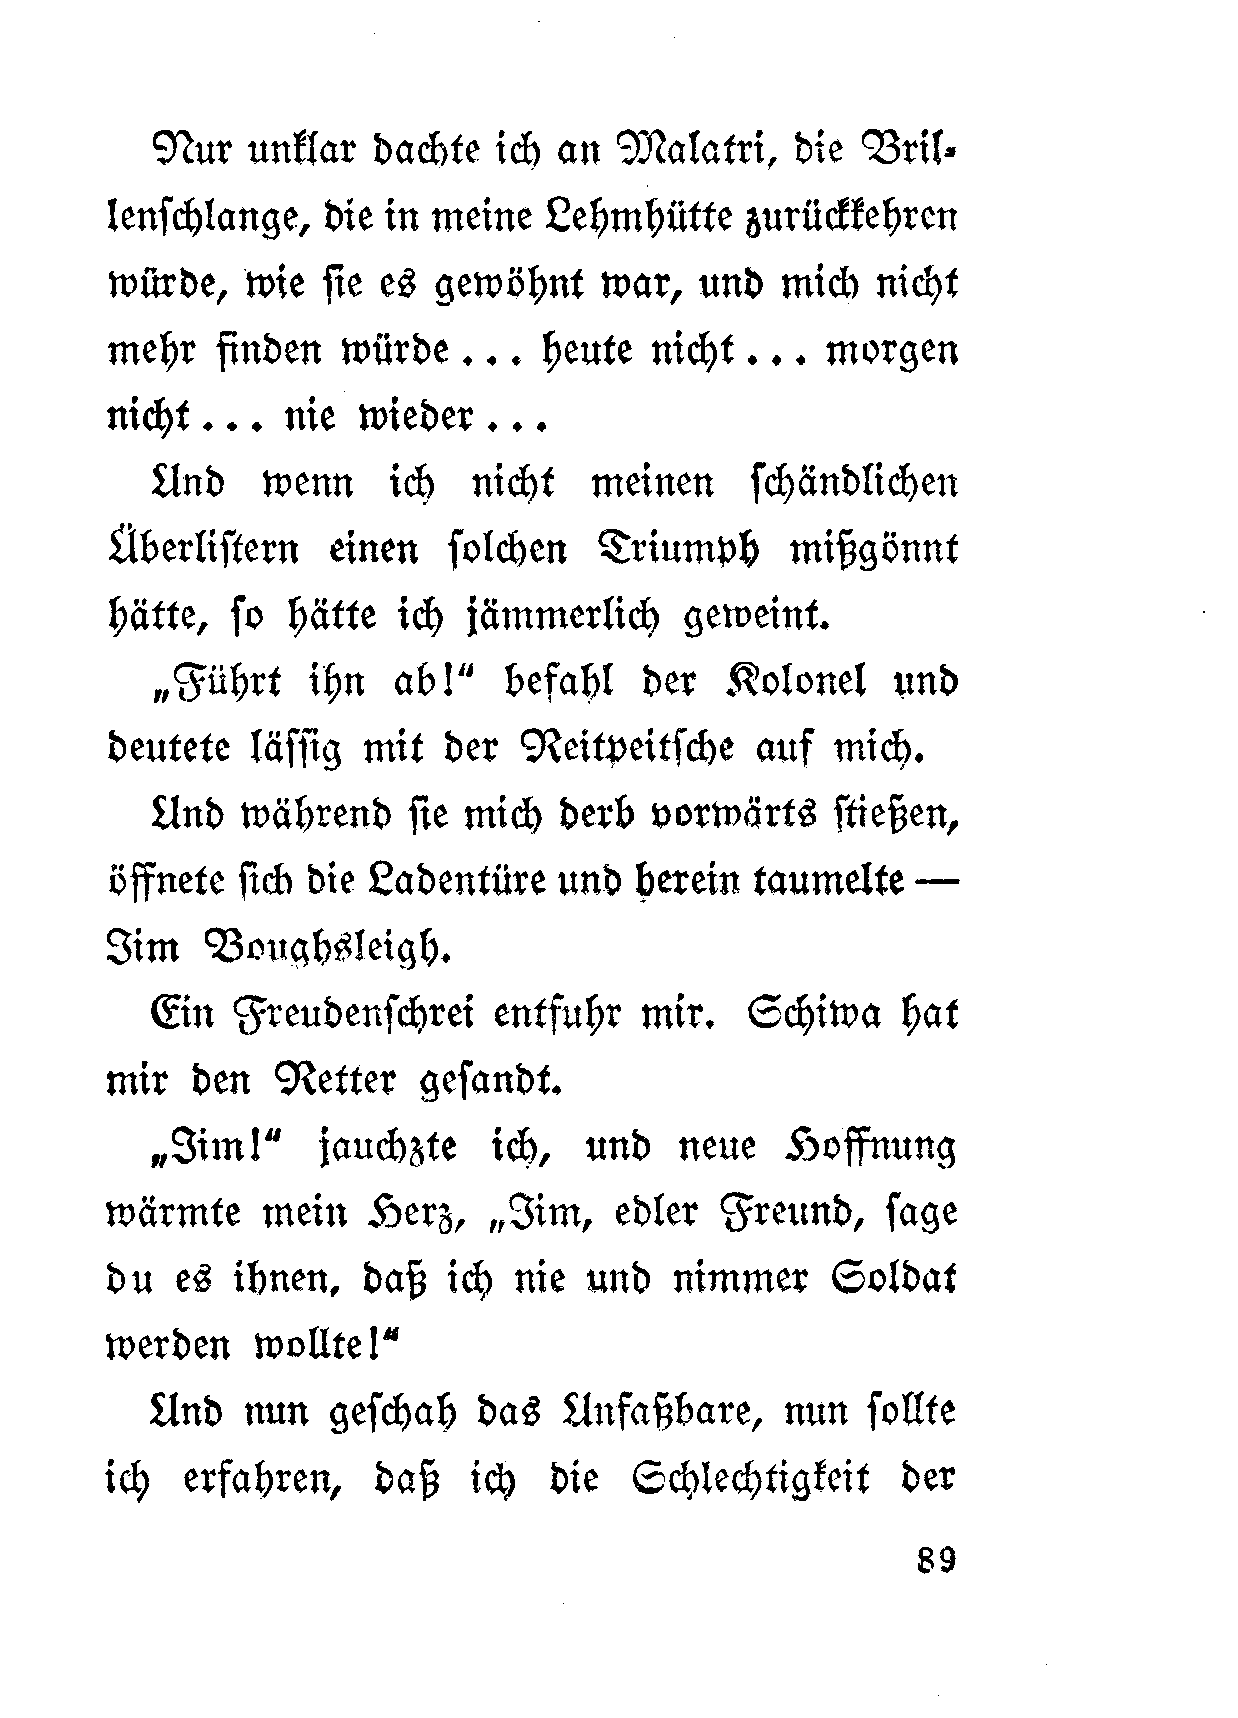 Nur unklar dachte ich an Malatri, die Bril-
lenſchlange, die in meine Lehmhütte zurückkehren
würde, wie ſie es gewöhnt war, und mich nicht
mehr finden würde . . . heute nicht . . . morgen
nicht . . . nie wieder . . .
Und wenn ich nicht meinen ſchändlichen
Überliſtern einen ſolchen Triumph mißgönnt
hätte, ſo hätte ich jämmerlich geweint.
„Führt ihn ab!“ befahl der Kolonel und
deutete läſſig mit der Reitpeitſche auf mich.
Und während ſie mich derb vorwärts ſtießen,
öffnete ſich die Ladentüre und herein taumelte —
Jim Boughsleigh.
Ein Freudenſchrei entfuhr mir. Schiwa hat
mir den Retter geſandt.
„Jim!“ jauchzte ich, und neue Hoffnung
wärmte mein Herz, „Jim, edler Freund, ſage
du es ihnen, daß ich nie und nimmer Soldat
werden wollte!“
Und nun geſchah das Unfaßbare, nun ſollte
ich erfahren, daß ich die Schlechtigkeit der
89